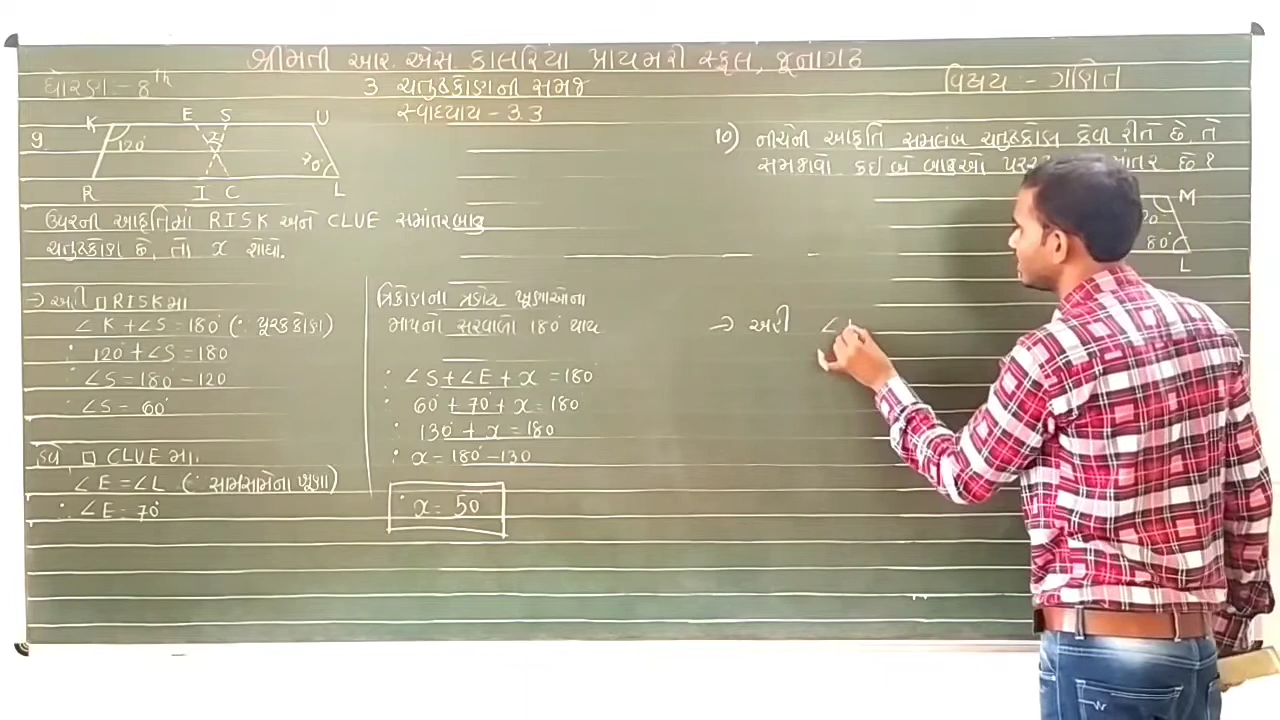 શ્રીમતી આર. એસ. કાલરિયા પ્રાયમરી સ્કૂલ, જૂનાગઢ
ધોરણ :- 8th
3 ચતુષ્કોણની સમજ
વિષય :- ગણિત
સ્વાધ્યાય - 3.3
9.
K E S U
120° x 70°
R I C L
ઉપરની આકૃતિમાં RISK અને CLUE સમાંતરબાજુ
ચતુષ્કોણ છે, તો x શોધો.
→ અહી □ RISK મા
∠K + ∠S = 180° (∵ પૂરકકોણ)
∴ 120° + ∠S = 180
∴ ∠S = 180 - 120
∴ ∠S = 60°
હવે, □ CLUE મા.
∠E = ∠L (∵ સામસામેના ખૂણા)
∴ ∠E = 70°
ત્રિકોણના ત્રણેય ખૂણાઓના
માપનો સરવાળો 180° થાય
∴ ∠S + ∠E + x = 180°
∴ 60° + 70° + x = 180°
∴ 130° + x = 180
∴ x = 180° - 130
∴ x = 50°
10) નીચેની આકૃતિ સમલંબ ચતુષ્કોણ કેવી રીતે છે, તે
સમજાવો કઈ બે બાજુઓ છે ?
M
80°
L
→ અહી ∠